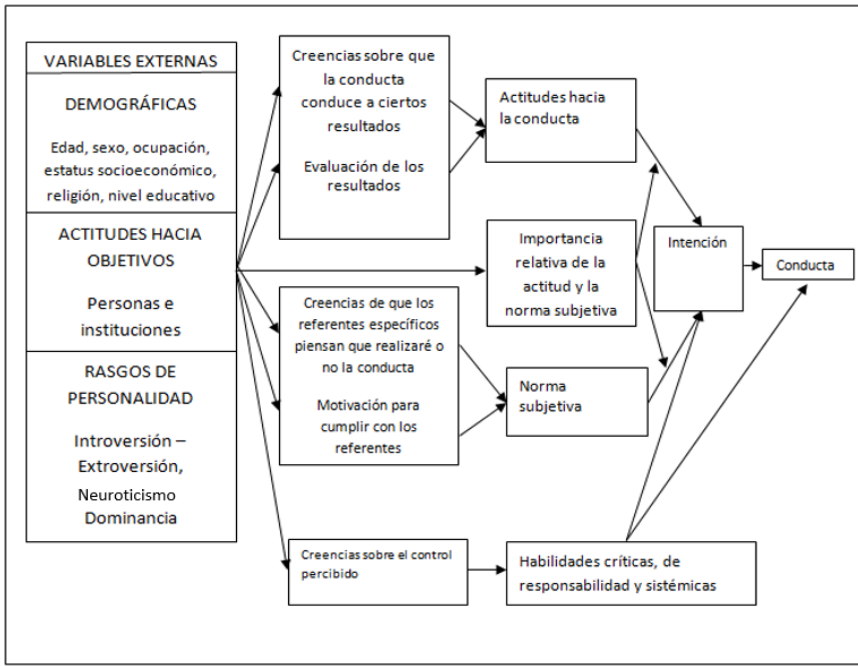 VARIABLES EXTERNAS
DEMOGRÁFICAS
Edad, sexo, ocupación,
estatus socioeconómico,
religión, nivel educativo
ACTITUDES HACIA
OBJETIVOS
Personas e
instituciones
RASGOS DE
PERSONALIDAD
Introversión –
Extroversión,
Neuroticismo
Dominancia
Creencias sobre que
la conducta
conduce a ciertos
resultados
Evaluación de los
resultados
Creencias de que los
referentes específicos
piensan que realizaré o
no la conducta
Motivación para
cumplir con los
referentes
Creencias sobre el control
percibido
Actitudes hacia
la conducta
Importancia
relativa de la
actitud y la
norma subjetiva
Norma
subjetiva
Habilidades críticas, de
responsabilidad y sistémicas
Intención
Conducta